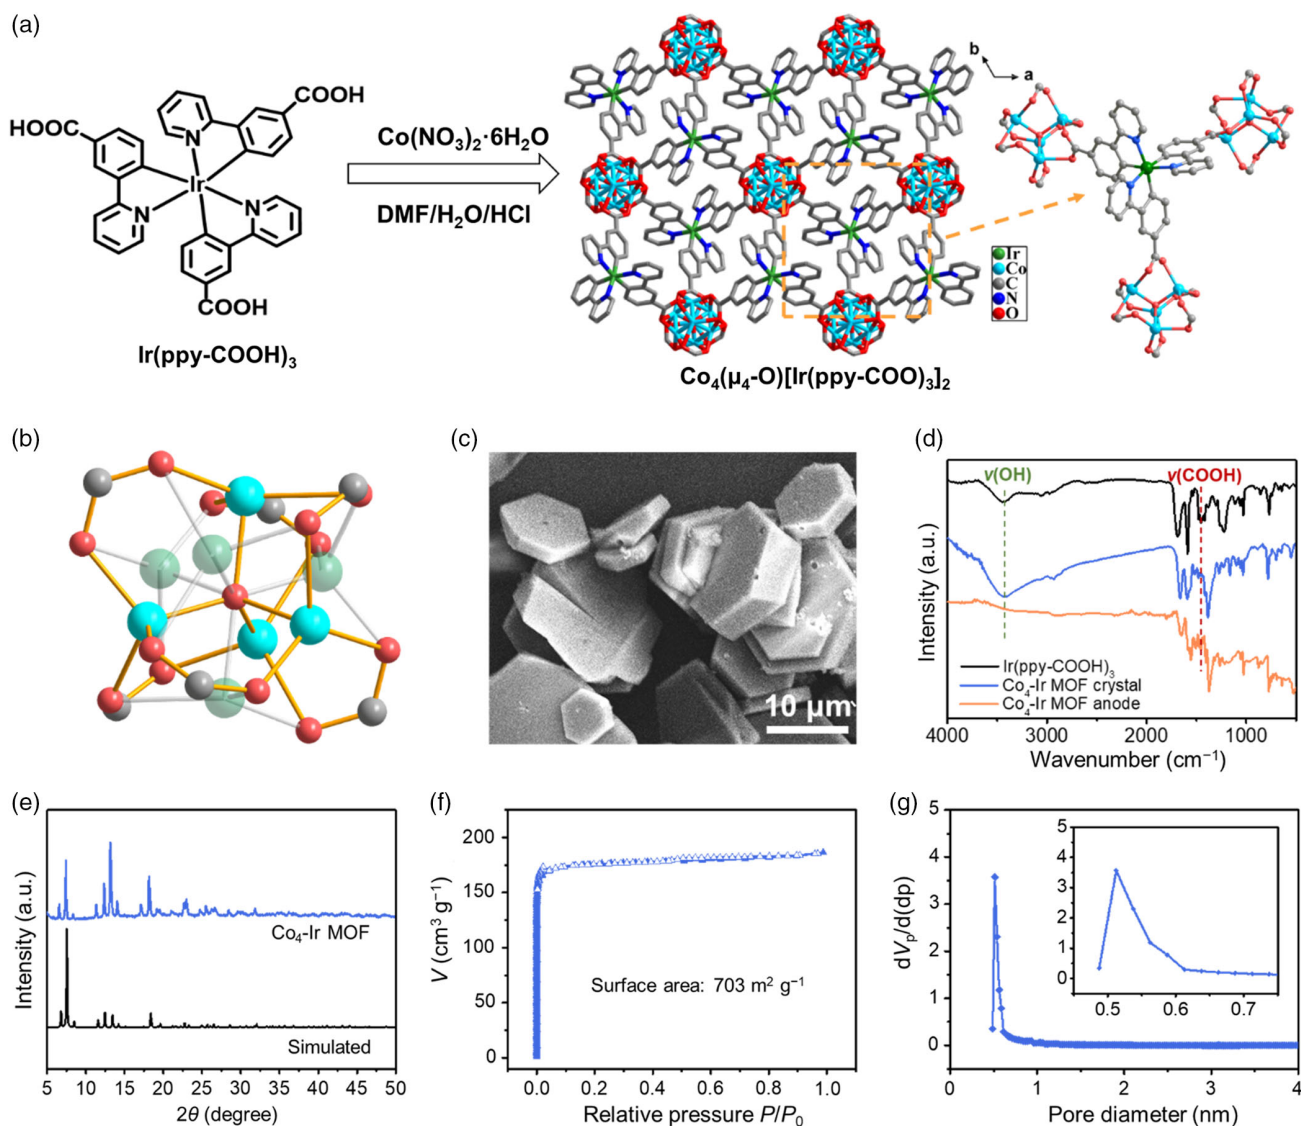 (a)
COOH
HOOC
N
Ir
N
N
COOH
Ir(ppy-COOH)₃
Co(NO₃)₂·6H₂O
DMF/H₂O/HCl
b
a
Ir
Co
C
N
O
Co₄(μ₄-O)[Ir(ppy-COO)₃]₂
(b)
(c)
10 μm
(d)
ν(OH)
ν(COOH)
Intensity (a.u.)
Ir(ppy-COOH)₃
Co₄-Ir MOF crystal
Co₄-Ir MOF anode
4000 3000 2000 1000
Wavenumber (cm⁻¹)
(e)
Intensity (a.u.)
Co₄-Ir MOF
Simulated
5 10 15 20 25 30 35 40 45 50
2θ (degree)
(f)
V (cm³ g⁻¹)
200
175
150
125
100
75
50
25
0
Surface area: 703 m² g⁻¹
0.0 0.2 0.4 0.6 0.8 1.0
Relative pressure P/P₀
(g)
dVₚ/d(dp)
5
4
3
2
1
0
5
4
3
2
1
0
0.5 0.6 0.7
0 1 2 3 4
Pore diameter (nm)